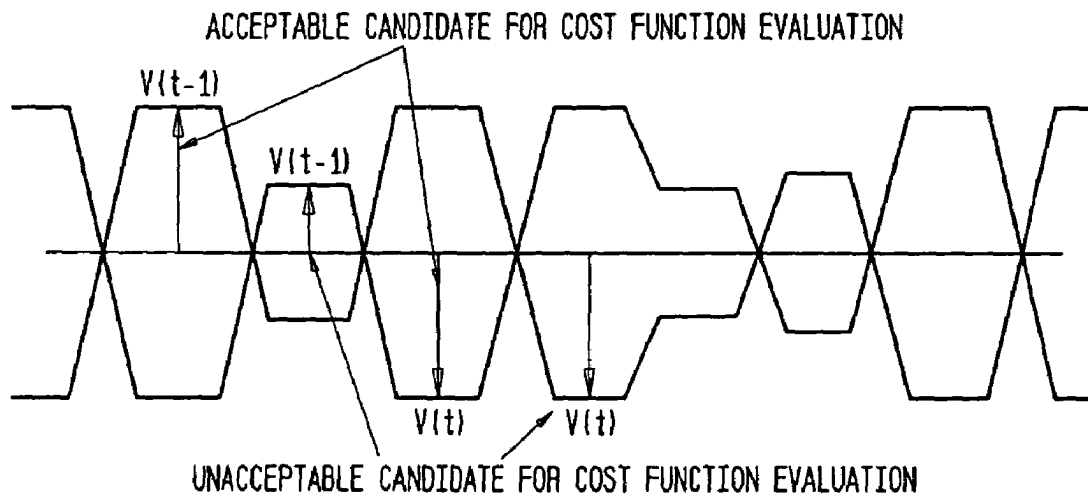 ACCEPTABLE CANDIDATE FOR COST FUNCTION EVALUATION
V(t-1)
V(t-1)
V(t)
V(t)
UNACCEPTABLE CANDIDATE FOR COST FUNCTION EVALUATION